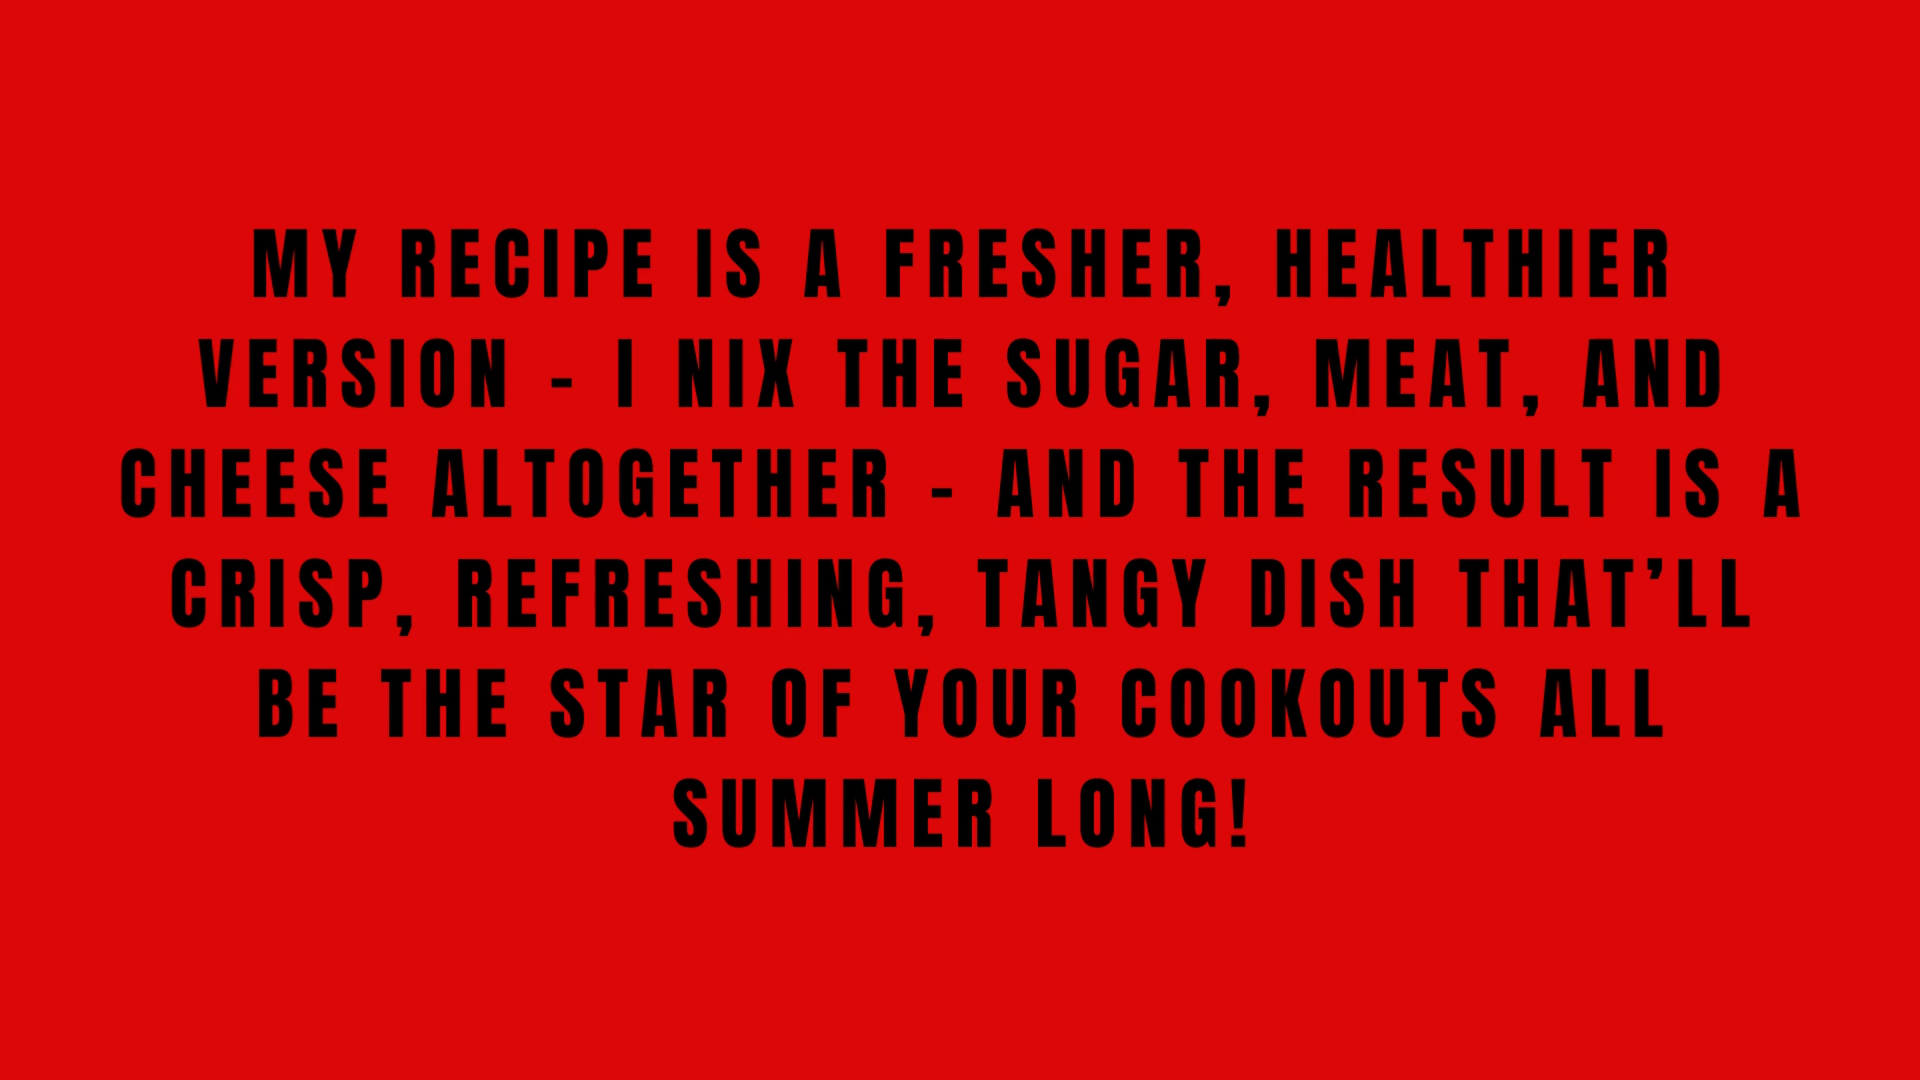 MY RECIPE IS A FRESHER, HEALTHIER
VERSION - I NIX THE SUGAR, MEAT, AND
CHEESE ALTOGETHER - AND THE RESULT IS A
CRISP, REFRESHING, TANGY DISH THAT’LL
BE THE STAR OF YOUR COOKOUTS ALL
SUMMER LONG!